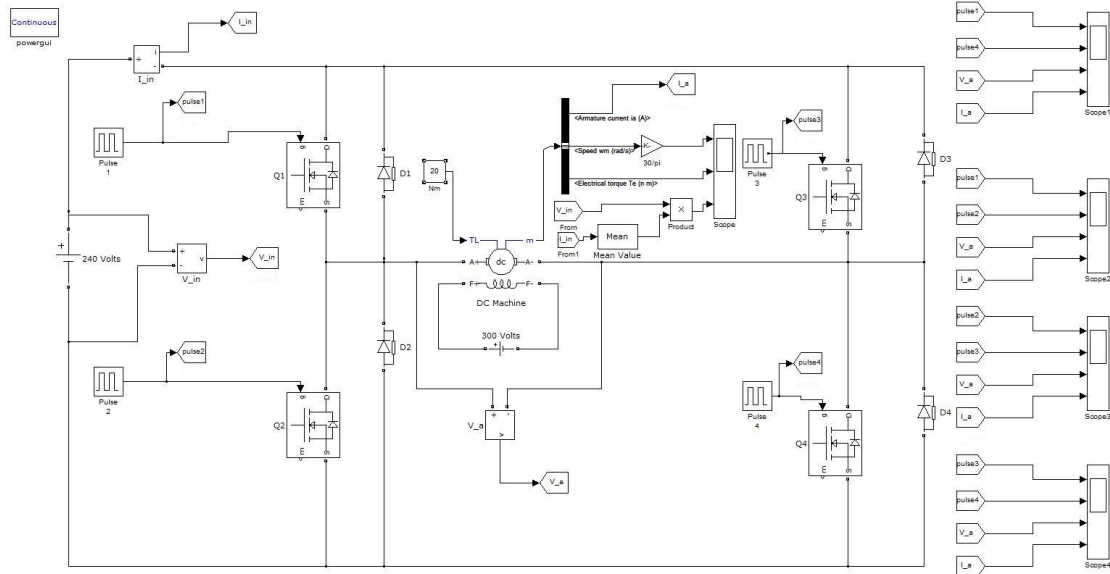 Continuous
powergui
I_in
i
+
-
I_in
pulse1
Pulse
1
g
D
Q1
E
S
D1
20
Nm
<Armature current ia (A)>
<Speed wm (rad/s)>
<Electrical torque Te (n m)>
I_a
-K-
30/pi
Scope
V_in
From
×
Product
I_in
From1
Mean
Mean Value
pulse3
Pulse
3
g
D
Q3
E
S
D3
+
240 Volts
+
-
v
V_in
V_in
TL
m
A+
dc
A-
F+
F-
DC Machine
300 Volts
+
pulse2
Pulse
2
g
D
Q2
E
S
D2
+
-
v
V_a
V_a
pulse4
Pulse
4
g
D
Q4
E
S
D4
pulse1
pulse4
V_a
I_a
Scope1
pulse1
pulse2
V_a
I_a
Scope2
pulse2
pulse3
V_a
I_a
Scope3
pulse3
pulse4
V_a
I_a
Scope4